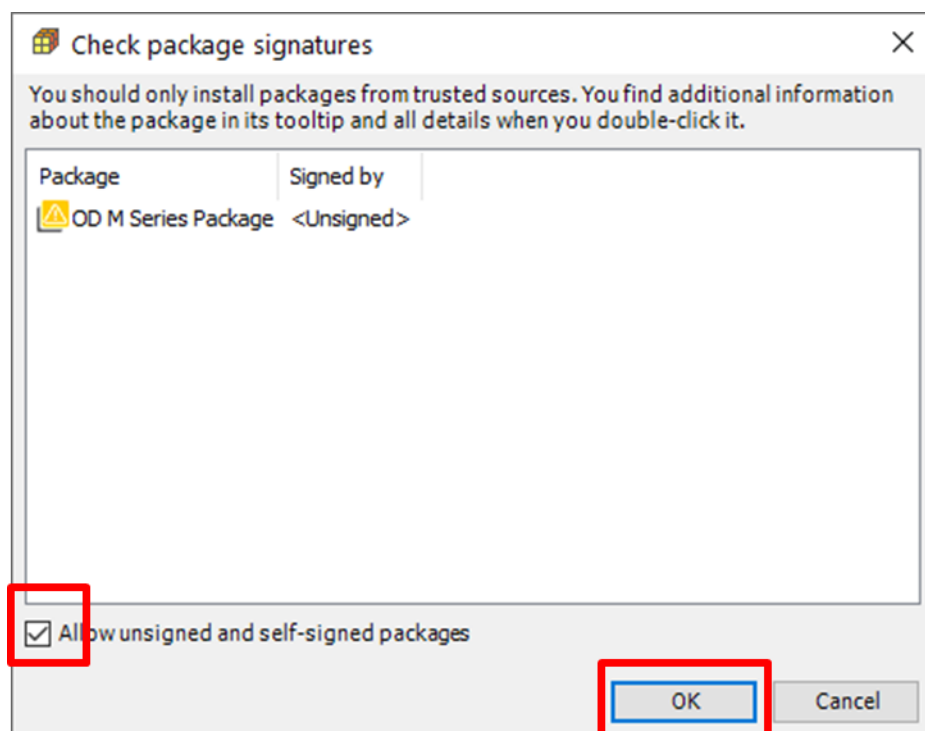 Check package signatures
You should only install packages from trusted sources. You find additional information
about the package in its tooltip and all details when you double-click it.
Package Signed by
OD M Series Package <Unsigned>
Allow unsigned and self-signed packages
OK Cancel